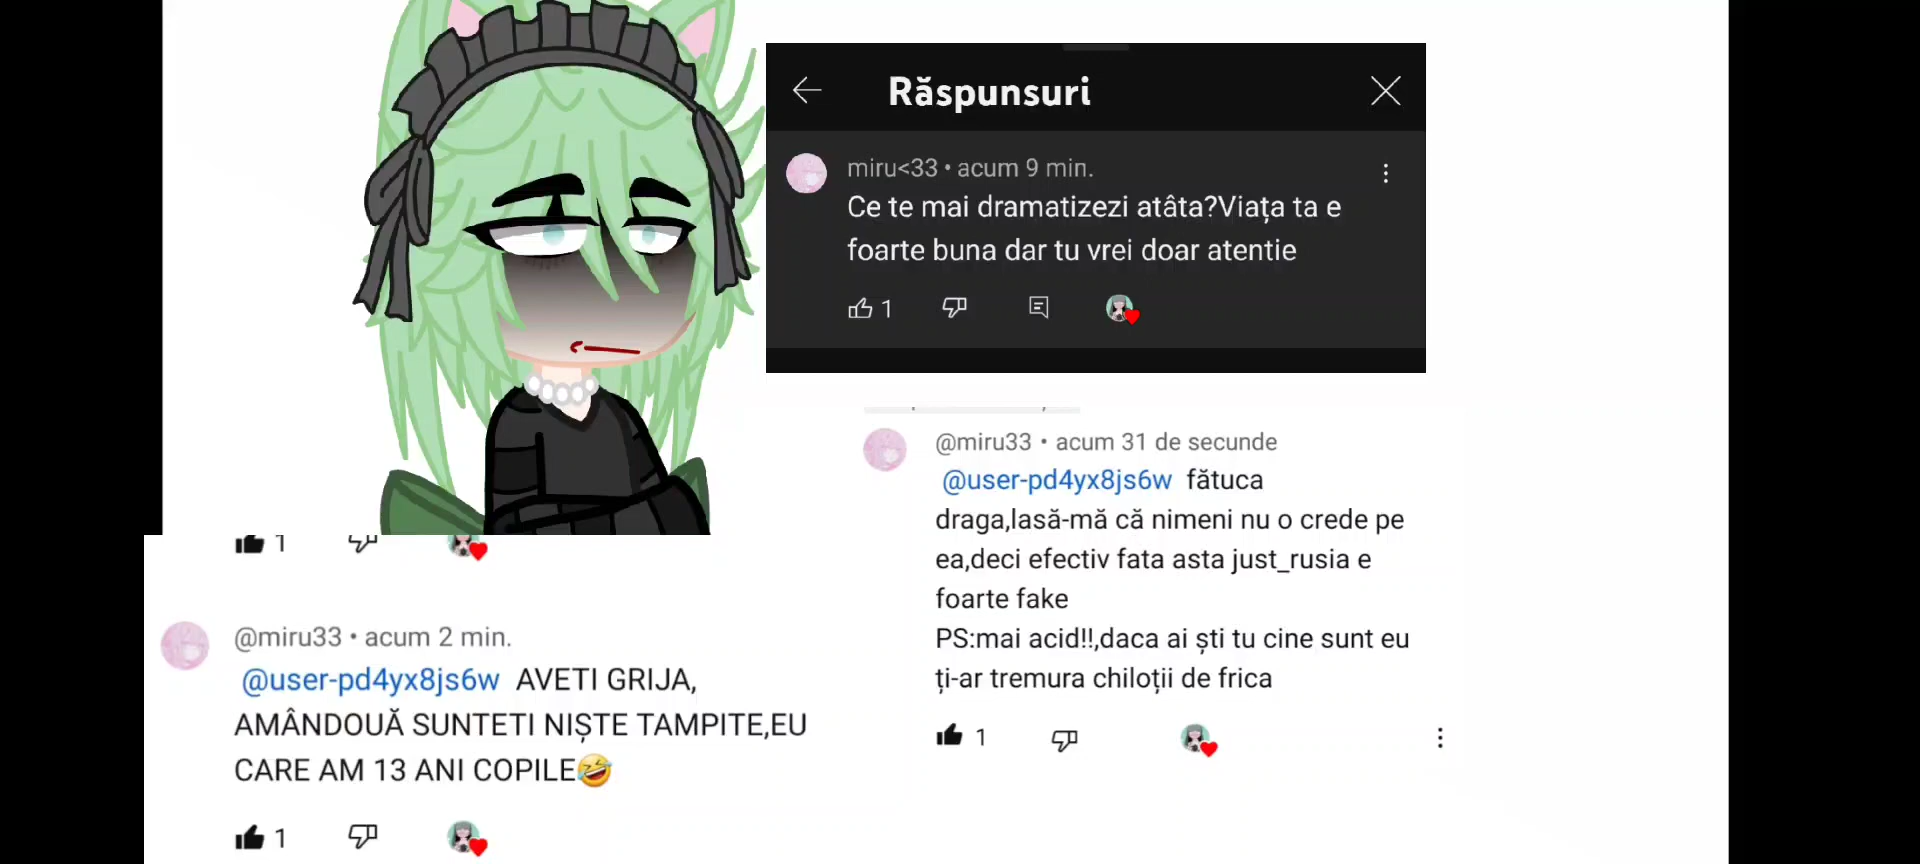 Răspunsuri
miru<33 • acum 9 min.
Ce te mai dramatizezi atâta?Viața ta e
foarte buna dar tu vrei doar atentie
1
@miru33 • acum 31 de secunde
@user-pd4yx8js6w fătuca
draga,lasă-mă că nimeni nu o crede pe
ea,deci efectiv fata asta just_rusia e
foarte fake
PS:mai acid!!,daca ai ști tu cine sunt eu
ți-ar tremura chiloții de frica
1
1
@miru33 • acum 2 min.
@user-pd4yx8js6w AVETI GRIJA,
AMÂNDOUĂ SUNTETI NIȘTE TAMPITE,EU
CARE AM 13 ANI COPILE🤣
1